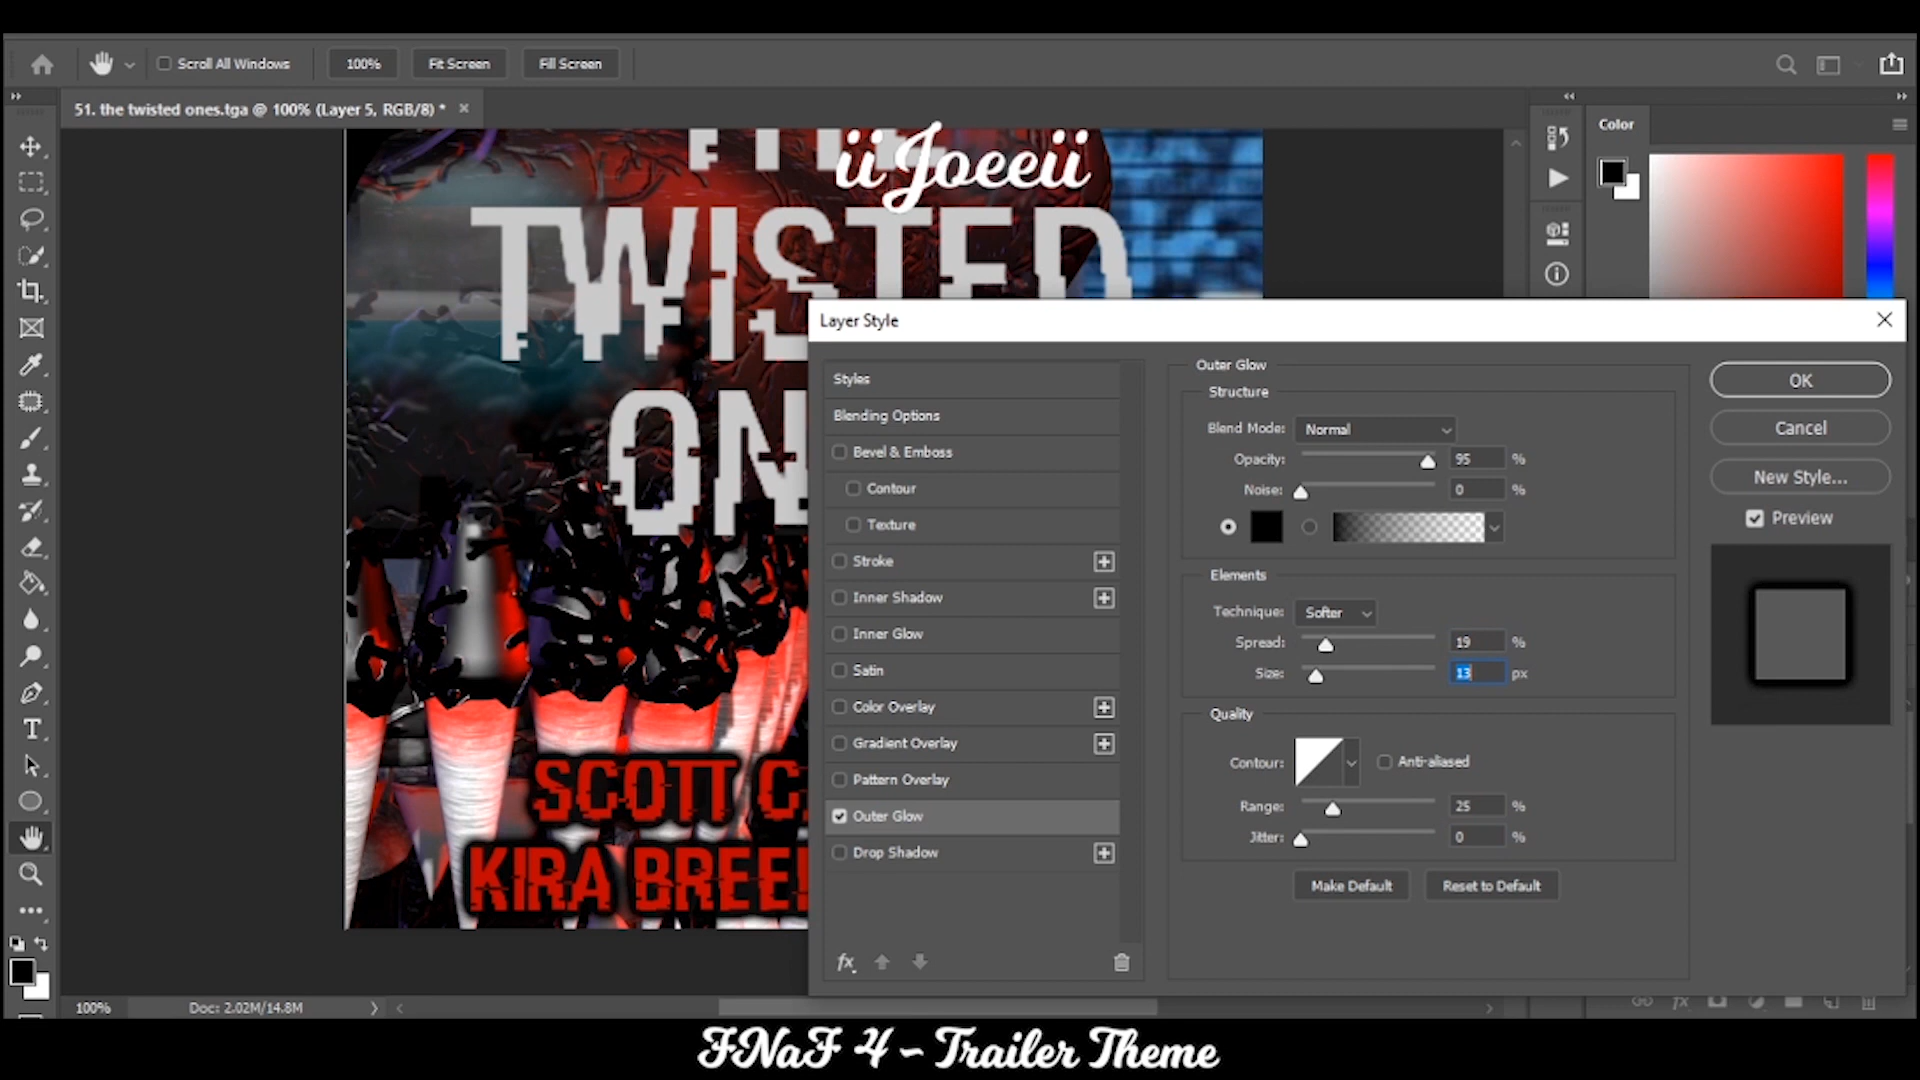 Scroll All Windows
100%
Fit Screen
Fill Screen
51. the twisted ones.tga @ 100% (Layer 5, RGB/8) *
Color
iiJoeeii
TWISTED
SCOTT C
KIRA BREE
Layer Style
Styles
Blending Options
Bevel & Emboss
Contour
Texture
Stroke
Inner Shadow
Inner Glow
Satin
Color Overlay
Gradient Overlay
Pattern Overlay
Outer Glow
Drop Shadow
fx
Outer Glow
Structure
Blend Mode: Normal
Opacity: 95 %
Noise: 0 %
Elements
Technique: Softer
Spread: 19 %
Size: 13 px
Quality
Contour: Anti-aliased
Range: 25 %
Jitter: 0 %
Make Default
Reset to Default
OK
Cancel
New Style...
Preview
100%
Doc: 2.02M/14.8M
FNaF 4 - Trailer Theme